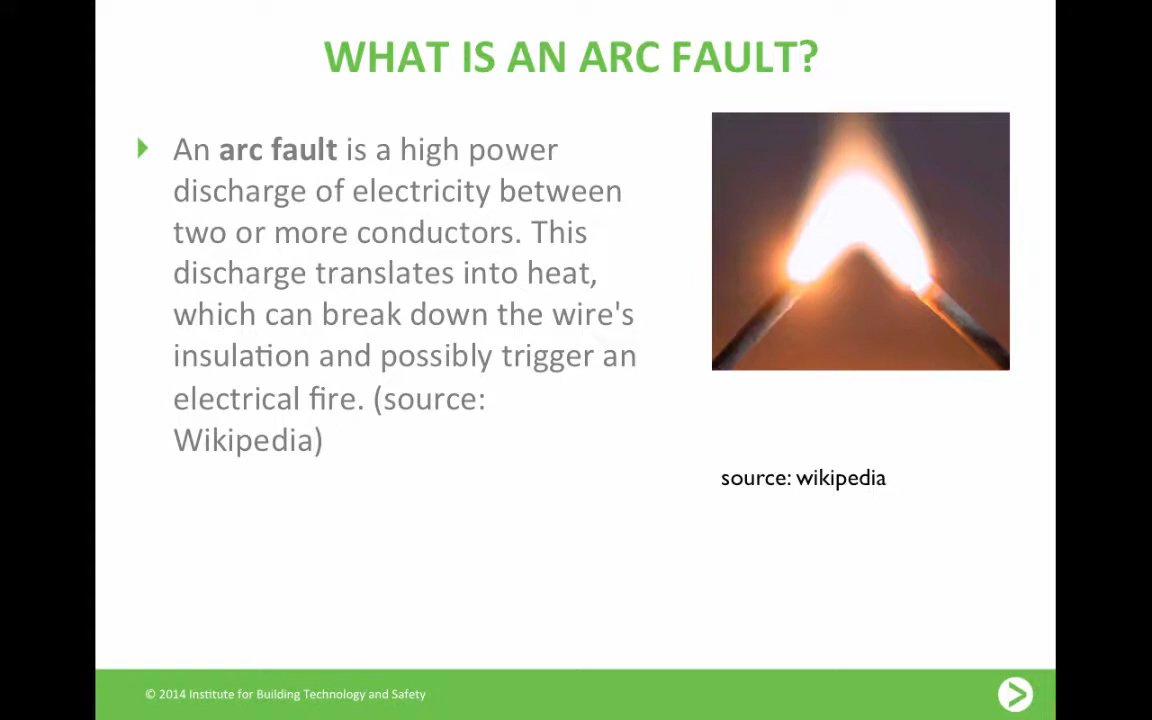 WHAT IS AN ARC FAULT?
An arc fault is a high power
discharge of electricity between
two or more conductors. This
discharge translates into heat,
which can break down the wire's
insulation and possibly trigger an
electrical fire. (source:
Wikipedia)
source: wikipedia
© 2014 Institute for Building Technology and Safety